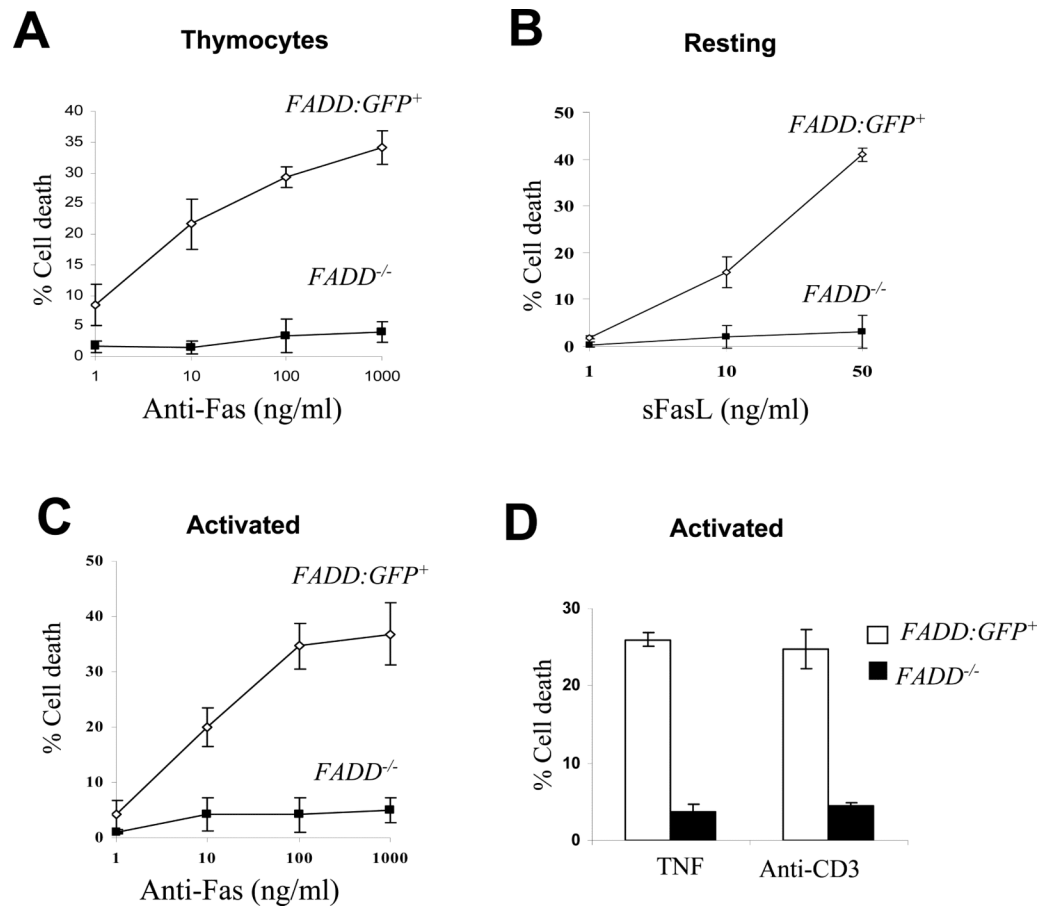 A
Thymocytes
FADD:GFP+
40
35
30
25
20
15
10
5
0
% Cell death
FADD-/-
1 10 100 1000
Anti-Fas (ng/ml)
B
Resting
FADD:GFP+
50
40
30
20
10
0
% Cell death
FADD-/-
1 10 50
sFasL (ng/ml)
C
Activated
FADD:GFP+
50
40
30
20
10
0
% Cell death
FADD-/-
1 10 100 1000
Anti-Fas (ng/ml)
D
Activated
30
20
10
0
% Cell death
FADD:GFP+
FADD-/-
TNF Anti-CD3